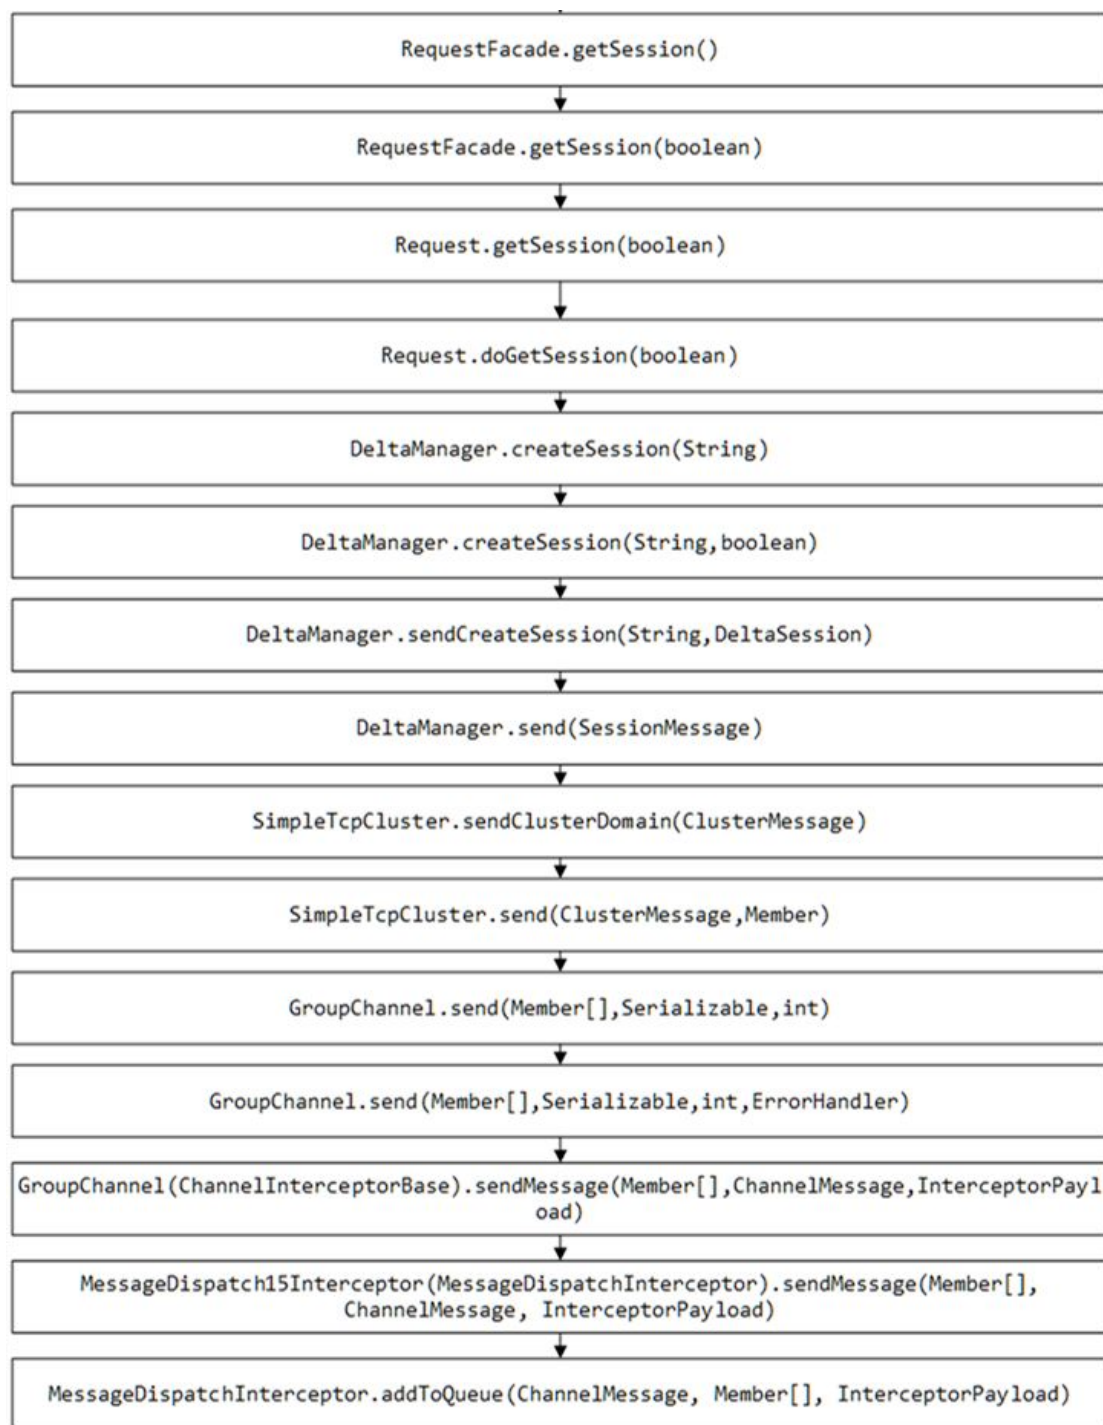 RequestFacade.getSession()
RequestFacade.getSession(boolean)
Request.getSession(boolean)
Request.doGetSession(boolean)
DeltaManager.createSession(String)
DeltaManager.createSession(String,boolean)
DeltaManager.sendCreateSession(String,DeltaSession)
DeltaManager.send(SessionMessage)
SimpleTcpCluster.sendClusterDomain(ClusterMessage)
SimpleTcpCluster.send(ClusterMessage,Member)
GroupChannel.send(Member[],Serializable,int)
GroupChannel.send(Member[],Serializable,int,ErrorHandler)
GroupChannel(ChannelInterceptorBase).sendMessage(Member[],ChannelMessage,InterceptorPayl
oad)
MessageDispatch15Interceptor(MessageDispatchInterceptor).sendMessage(Member[],
ChannelMessage, InterceptorPayload)
MessageDispatchInterceptor.addToQueue(ChannelMessage, Member[], InterceptorPayload)